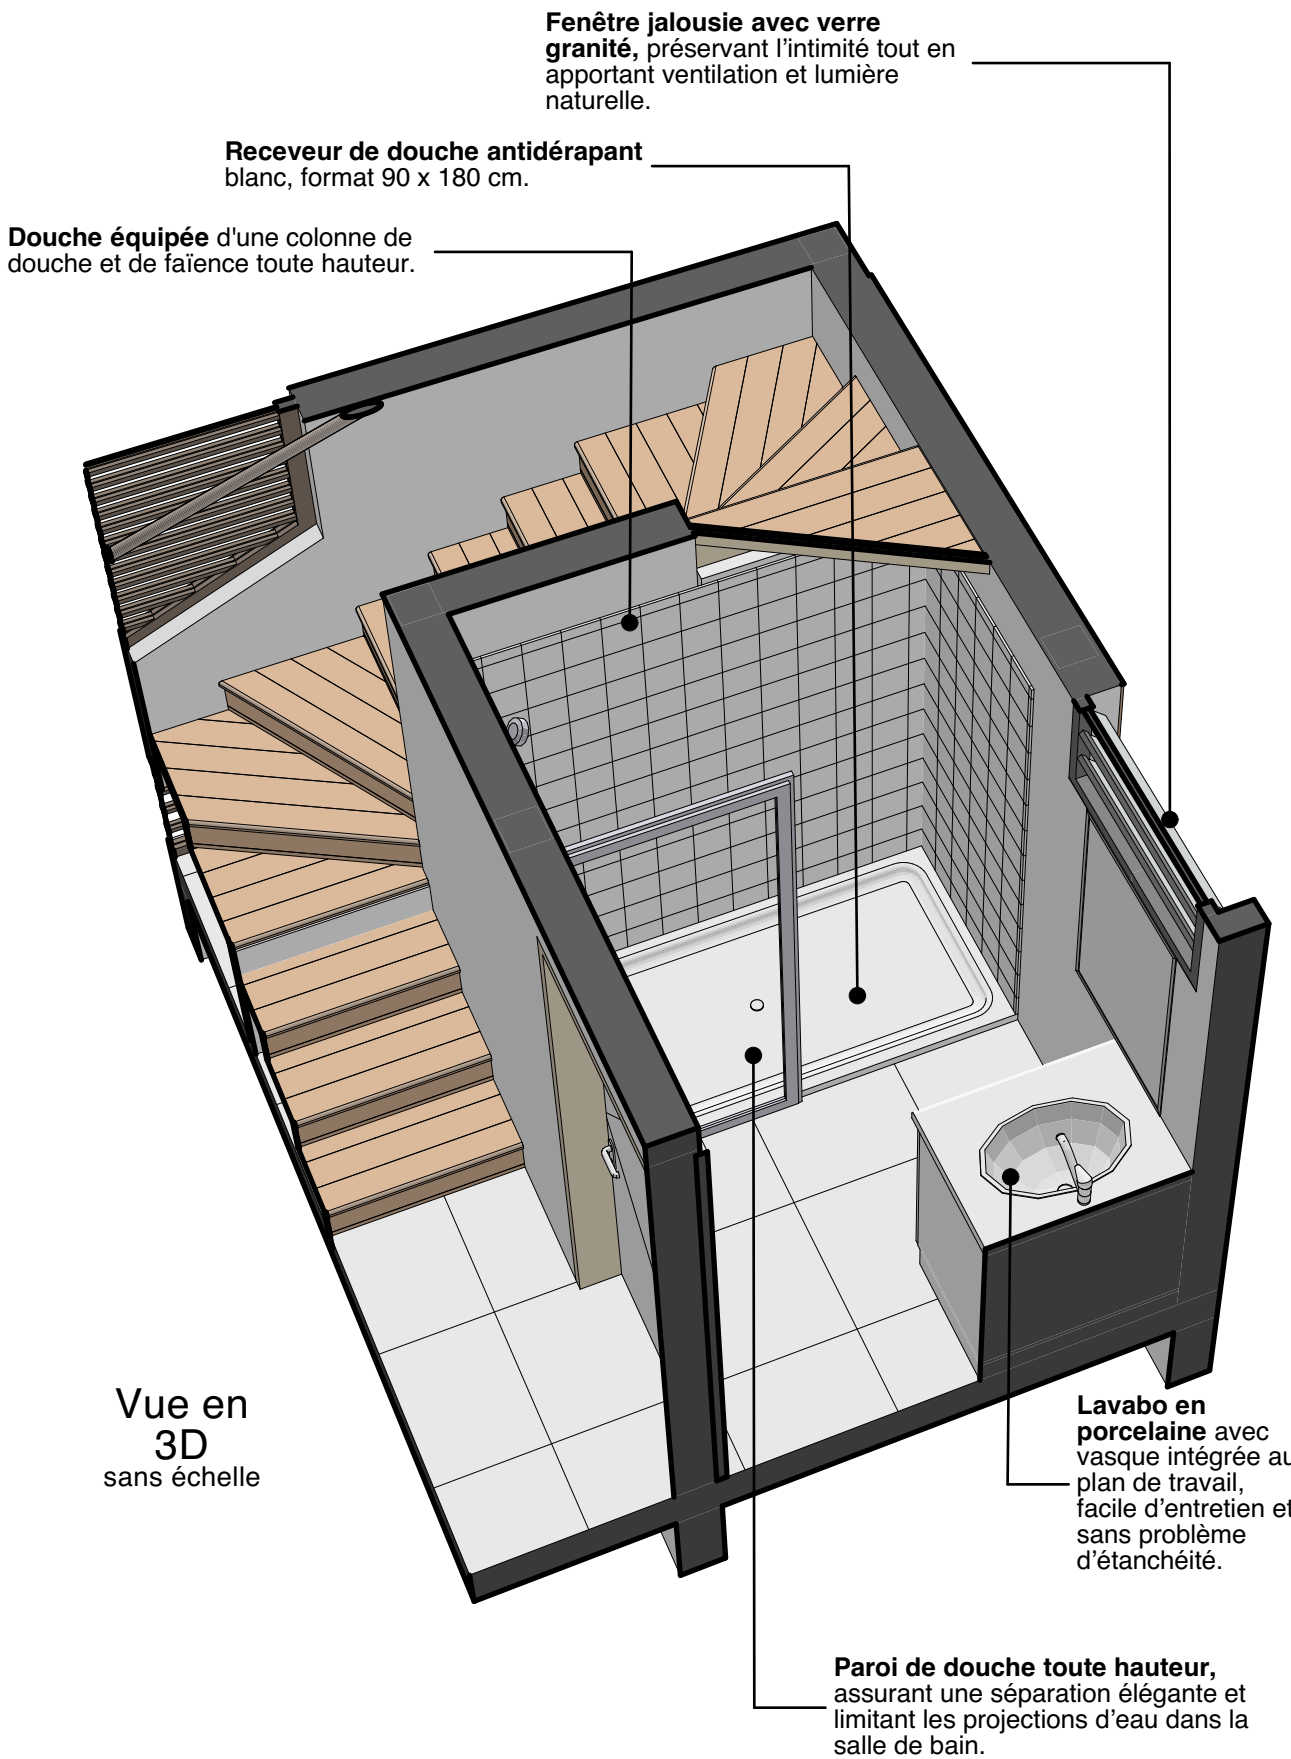 Fenêtre jalousie avec verre
granité, préservant l'intimité tout en
apportant ventilation et lumière
naturelle.
Receveur de douche antidérapant
blanc, format 90 x 180 cm.
Douche équipée d'une colonne de
douche et de faïence toute hauteur.
Vue en
3D
sans échelle
Lavabo en
porcelaine avec
vasque intégrée au
plan de travail,
facile d'entretien et
sans problème
d'étanchéité.
Paroi de douche toute hauteur,
assurant une séparation élégante et
limitant les projections d'eau dans la
salle de bain.